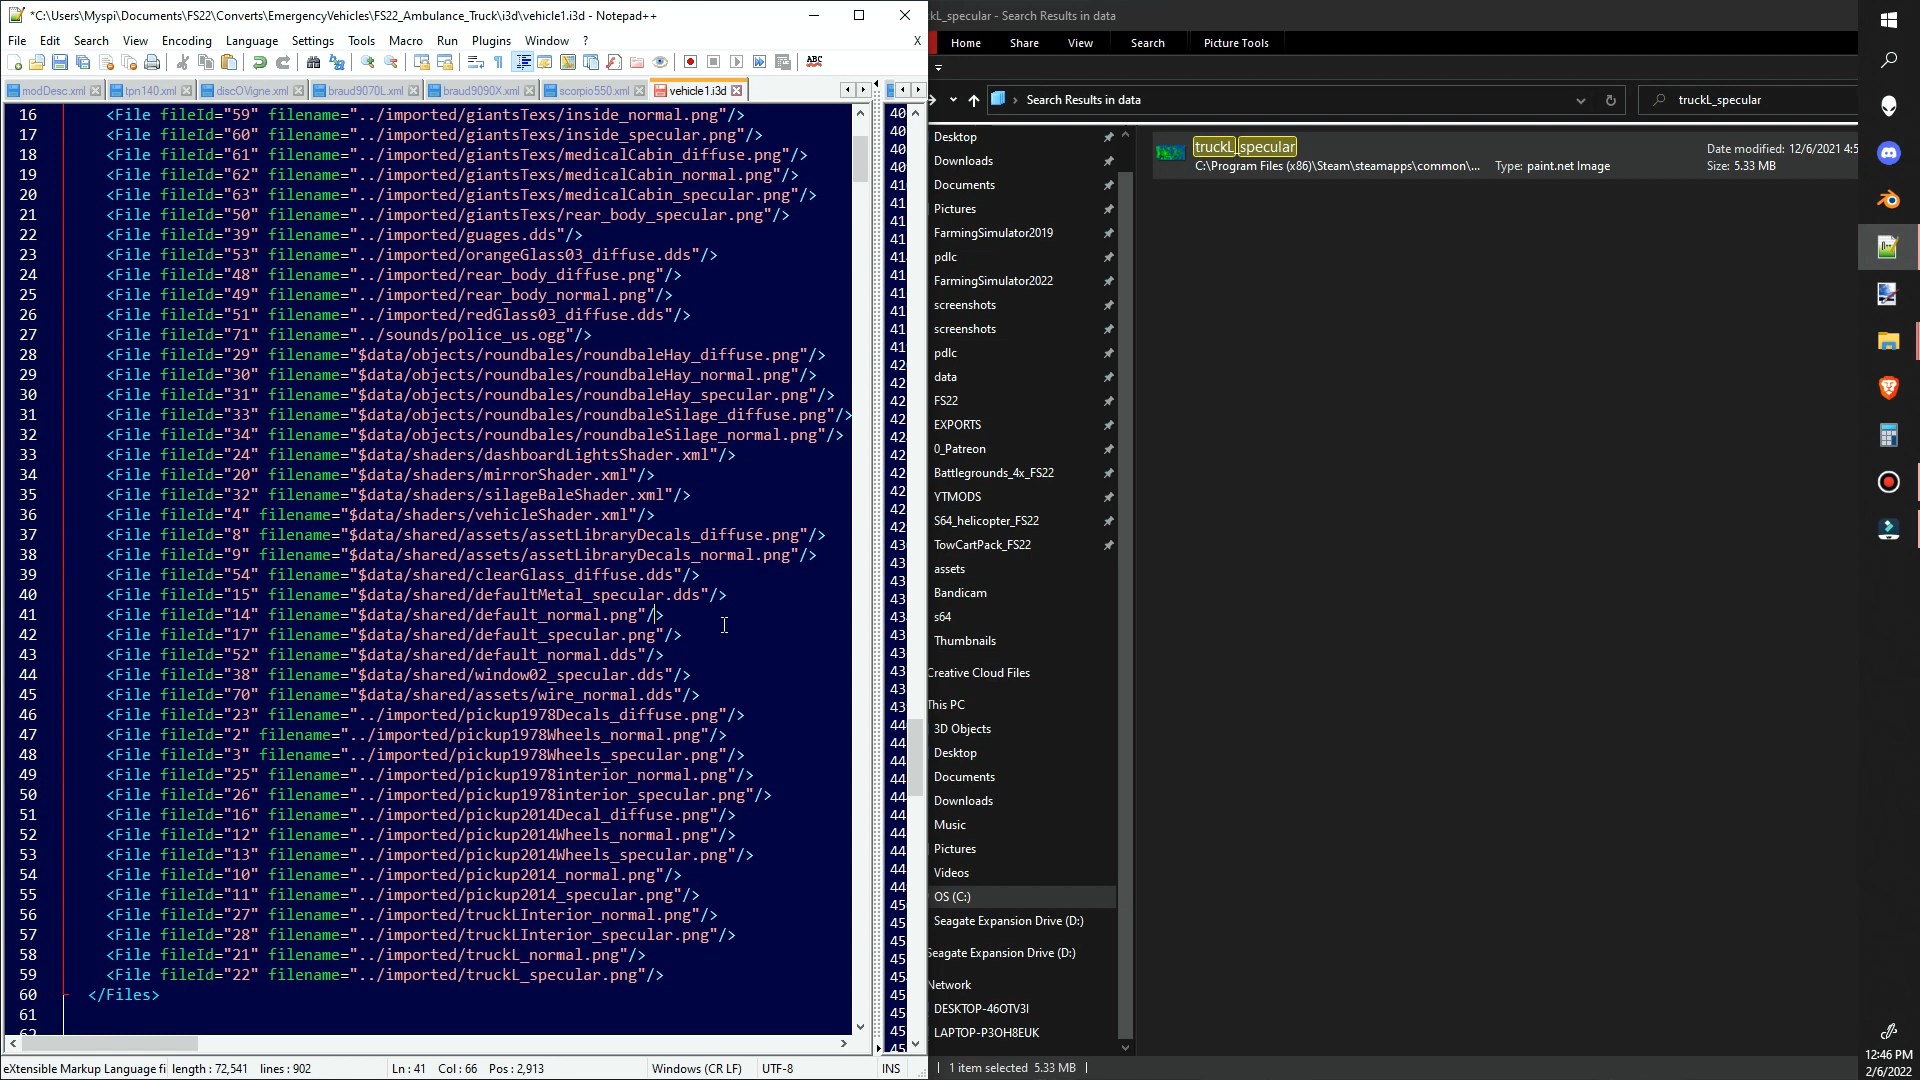 *C:\Users\Myspi\Documents\FS22\Converts\EmergencyVehicles\FS22_Ambulance_Truck\i3d\vehicle1.i3d - Notepad++
File Edit Search View Encoding Language Settings Tools Macro Run Plugins Window ? X
modDesc.xml tpn140.xml discOVigne.xml braud9070L.xml braud9090X.xml scorpio550.xml vehicle1.i3d
16 <File fileId="59" filename="../imported/giantsTexs/inside_normal.png"/>
17 <File fileId="60" filename="../imported/giantsTexs/inside_specular.png"/>
18 <File fileId="61" filename="../imported/giantsTexs/medicalCabin_diffuse.png"/>
19 <File fileId="62" filename="../imported/giantsTexs/medicalCabin_normal.png"/>
20 <File fileId="63" filename="../imported/giantsTexs/medicalCabin_specular.png"/>
21 <File fileId="50" filename="../imported/giantsTexs/rear_body_specular.png"/>
22 <File fileId="39" filename="../imported/guages.dds"/>
23 <File fileId="53" filename="../imported/orangeGlass03_diffuse.dds"/>
24 <File fileId="48" filename="../imported/rear_body_diffuse.png"/>
25 <File fileId="49" filename="../imported/rear_body_normal.png"/>
26 <File fileId="51" filename="../imported/redGlass03_diffuse.dds"/>
27 <File fileId="71" filename="../sounds/police_us.ogg"/>
28 <File fileId="29" filename="$data/objects/roundbales/roundbaleHay_diffuse.png"/>
29 <File fileId="30" filename="$data/objects/roundbales/roundbaleHay_normal.png"/>
30 <File fileId="31" filename="$data/objects/roundbales/roundbaleHay_specular.png"/>
31 <File fileId="33" filename="$data/objects/roundbales/roundbaleSilage_diffuse.png"/>
32 <File fileId="34" filename="$data/objects/roundbales/roundbaleSilage_normal.png"/>
33 <File fileId="24" filename="$data/shaders/dashboardLightsShader.xml"/>
34 <File fileId="20" filename="$data/shaders/mirrorShader.xml"/>
35 <File fileId="32" filename="$data/shaders/silageBaleShader.xml"/>
36 <File fileId="4" filename="$data/shaders/vehicleShader.xml"/>
37 <File fileId="8" filename="$data/shared/assets/assetLibraryDecals_diffuse.png"/>
38 <File fileId="9" filename="$data/shared/assets/assetLibraryDecals_normal.png"/>
39 <File fileId="54" filename="$data/shared/clearGlass_diffuse.dds"/>
40 <File fileId="15" filename="$data/shared/defaultMetal_specular.dds"/>
41 <File fileId="14" filename="$data/shared/default_normal.png"/>
42 <File fileId="17" filename="$data/shared/default_specular.png"/>
43 <File fileId="52" filename="$data/shared/default_normal.dds"/>
44 <File fileId="38" filename="$data/shared/window02_specular.dds"/>
45 <File fileId="70" filename="$data/shared/assets/wire_normal.dds"/>
46 <File fileId="23" filename="../imported/pickup1978Decals_diffuse.png"/>
47 <File fileId="2" filename="../imported/pickup1978Wheels_normal.png"/>
48 <File fileId="3" filename="../imported/pickup1978Wheels_specular.png"/>
49 <File fileId="25" filename="../imported/pickup1978interior_normal.png"/>
50 <File fileId="26" filename="../imported/pickup1978interior_specular.png"/>
51 <File fileId="16" filename="../imported/pickup2014Decal_diffuse.png"/>
52 <File fileId="12" filename="../imported/pickup2014Wheels_normal.png"/>
53 <File fileId="13" filename="../imported/pickup2014Wheels_specular.png"/>
54 <File fileId="10" filename="../imported/pickup2014_normal.png"/>
55 <File fileId="11" filename="../imported/pickup2014_specular.png"/>
56 <File fileId="27" filename="../imported/truckLInterior_normal.png"/>
57 <File fileId="28" filename="../imported/truckLInterior_specular.png"/>
58 <File fileId="21" filename="../imported/truckL_normal.png"/>
59 <File fileId="22" filename="../imported/truckL_specular.png"/>
60 </Files>
61
eXtensible Markup Language fi length : 72,541 lines : 902 Ln : 41 Col : 66 Pos : 2,913 Windows (CR LF) UTF-8 INS
kL_specular - Search Results in data
Home Share View Search Picture Tools
Search Results in data
truckL_specular
Desktop
Downloads
Documents
Pictures
FarmingSimulator2019
pdlc
FarmingSimulator2022
screenshots
screenshots
pdlc
data
FS22
EXPORTS
0_Patreon
Battlegrounds_4x_FS22
YTMODS
S64_helicopter_FS22
TowCartPack_FS22
assets
Bandicam
s64
Thumbnails
Creative Cloud Files
This PC
3D Objects
Desktop
Documents
Downloads
Music
Pictures
Videos
OS (C:)
Seagate Expansion Drive (D:)
Seagate Expansion Drive (D:)
Network
DESKTOP-46OTV3I
LAPTOP-P3OH8EUK
truckL_specular
C:\Program Files (x86)\Steam\steamapps\common\...
Type: paint.net Image
Date modified: 12/6/2021 4:5
Size: 5.33 MB
1 item selected 5.33 MB
12:46 PM
2/6/2022